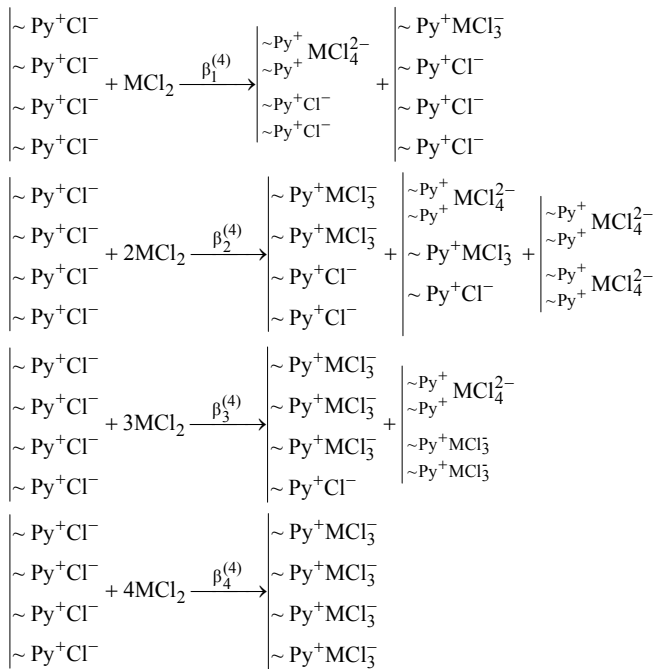 ~ Py⁺Cl⁻
~ Py⁺Cl⁻
~ Py⁺Cl⁻
~ Py⁺Cl⁻
+ MCl₂ β₁⁽⁴⁾
~Py⁺
~Py⁺
MCl₄²⁻
~Py⁺Cl⁻
~Py⁺Cl⁻
+
~ Py⁺MCl₃⁻
~ Py⁺Cl⁻
~ Py⁺Cl⁻
~ Py⁺Cl⁻
~ Py⁺Cl⁻
~ Py⁺Cl⁻
~ Py⁺Cl⁻
~ Py⁺Cl⁻
+ 2MCl₂ β₂⁽⁴⁾
~ Py⁺MCl₃⁻
~ Py⁺MCl₃⁻
~ Py⁺Cl⁻
~ Py⁺Cl⁻
+
~Py⁺
~Py⁺
MCl₄²⁻
~ Py⁺MCl₃⁻
~ Py⁺Cl⁻
+
~Py⁺
~Py⁺
MCl₄²⁻
~Py⁺
~Py⁺
MCl₄²⁻
~ Py⁺Cl⁻
~ Py⁺Cl⁻
~ Py⁺Cl⁻
~ Py⁺Cl⁻
+ 3MCl₂ β₃⁽⁴⁾
~ Py⁺MCl₃⁻
~ Py⁺MCl₃⁻
~ Py⁺MCl₃⁻
~ Py⁺Cl⁻
+
~Py⁺
~Py⁺
MCl₄²⁻
~Py⁺MCl₃⁻
~Py⁺MCl₃⁻
~ Py⁺Cl⁻
~ Py⁺Cl⁻
~ Py⁺Cl⁻
~ Py⁺Cl⁻
+ 4MCl₂ β₄⁽⁴⁾
~ Py⁺MCl₃⁻
~ Py⁺MCl₃⁻
~ Py⁺MCl₃⁻
~ Py⁺MCl₃⁻